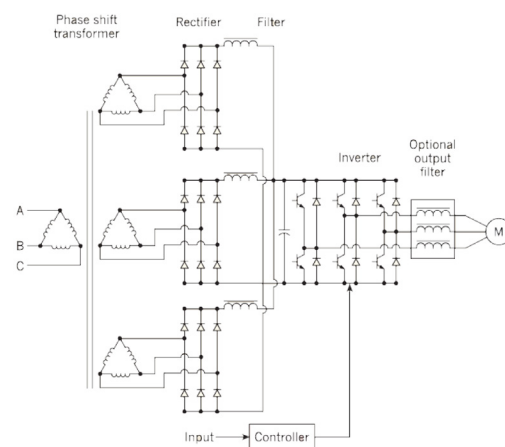 Phase shift
transformer
Rectifier
Filter
Inverter
Optional
output
filter
A
B
C
M
Input
Controller